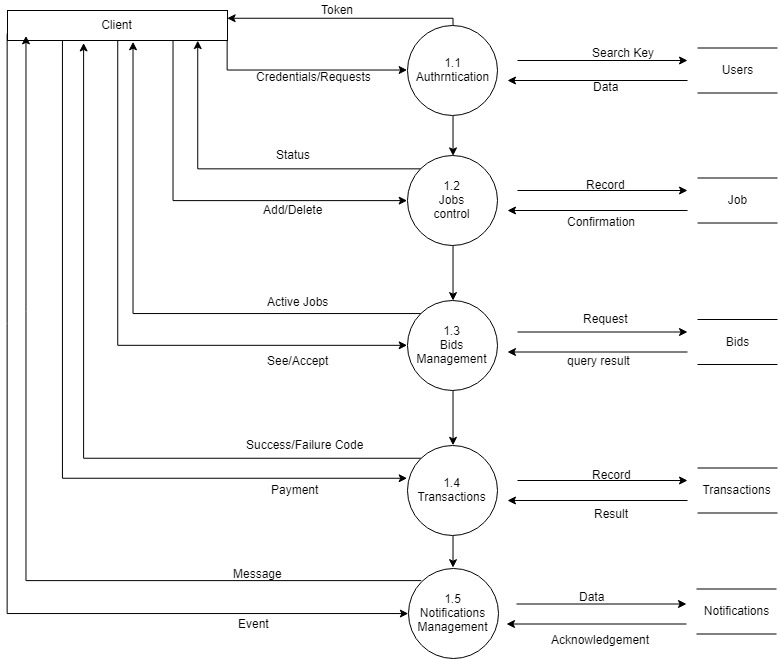 Token
Client
Credentials/Requests
1.1
Authrntication
Search Key
Data
Users
Status
Add/Delete
1.2
Jobs
control
Record
Confirmation
Job
Active Jobs
See/Accept
1.3
Bids
Management
Request
query result
Bids
Success/Failure Code
Payment
1.4
Transactions
Record
Result
Transactions
Message
Event
1.5
Notifications
Management
Data
Acknowledgement
Notifications